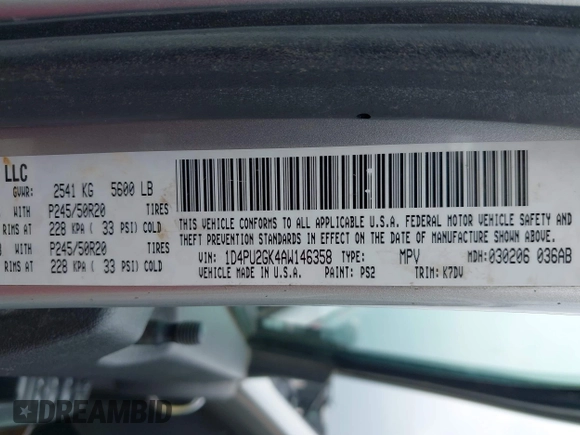 LLC
GVWR: 2541 KG 5600 LB
WITH P245/50R20 TIRES
RIMS AT 228 KPA ( 33 PSI) COLD
WITH P245/50R20 TIRES
RIMS AT 228 KPA ( 33 PSI) COLD
THIS VEHICLE CONFORMS TO ALL APPLICABLE U.S.A. FEDERAL MOTOR VEHICLE SAFETY AND
THEFT PREVENTION STANDARDS IN EFFECT ON THE DATE OF MANUFACTURE SHOWN ABOVE.
VIN: 1D4PU2GK4AW146358 TYPE: MPV MDH: 030206 036AB
VEHICLE MADE IN U.S.A. PAINT: PS2 TRIM: K7DV
DREAMBID